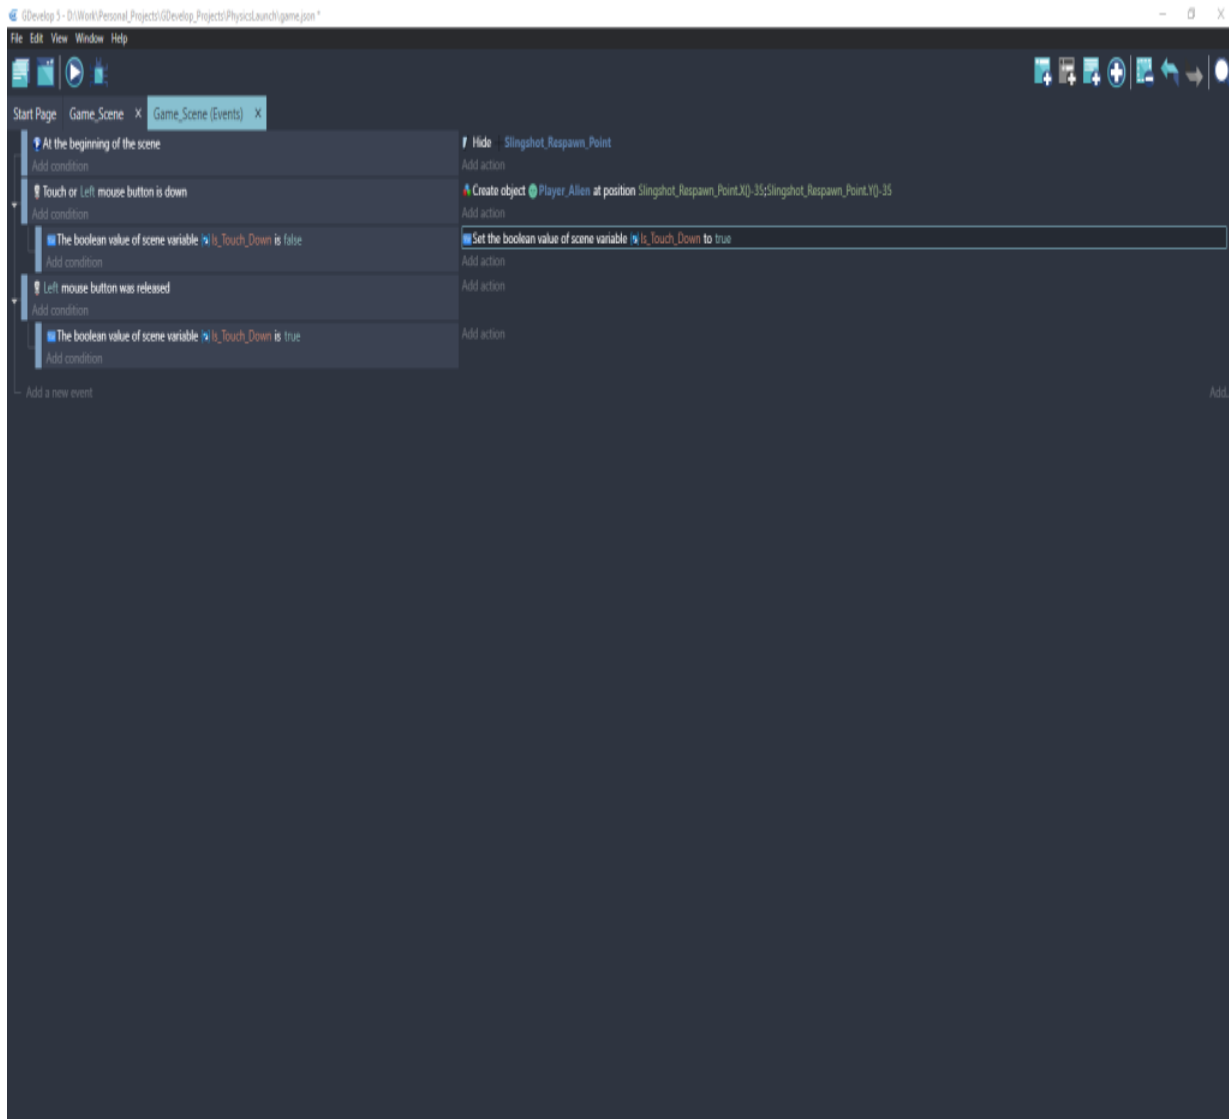 GDevelop 5 - D:\Work\Personal_Projects\GDevelop_Projects\PhysicsLaunch\game.json *
File Edit View Window Help
Start Page Game_Scene X Game_Scene (Events) X
At the beginning of the scene
Hide Slingshot_Respawn_Point
Add condition
Add action
Touch or Left mouse button is down
Create object Player_Alien at position Slingshot_Respawn_Point.X()-35;Slingshot_Respawn_Point.Y()-35
Add condition
Add action
The boolean value of scene variable Is_Touch_Down is false
Set the boolean value of scene variable Is_Touch_Down to true
Add condition
Add action
Left mouse button was released
Add action
Add condition
The boolean value of scene variable Is_Touch_Down is true
Add action
Add condition
Add a new event
Add.